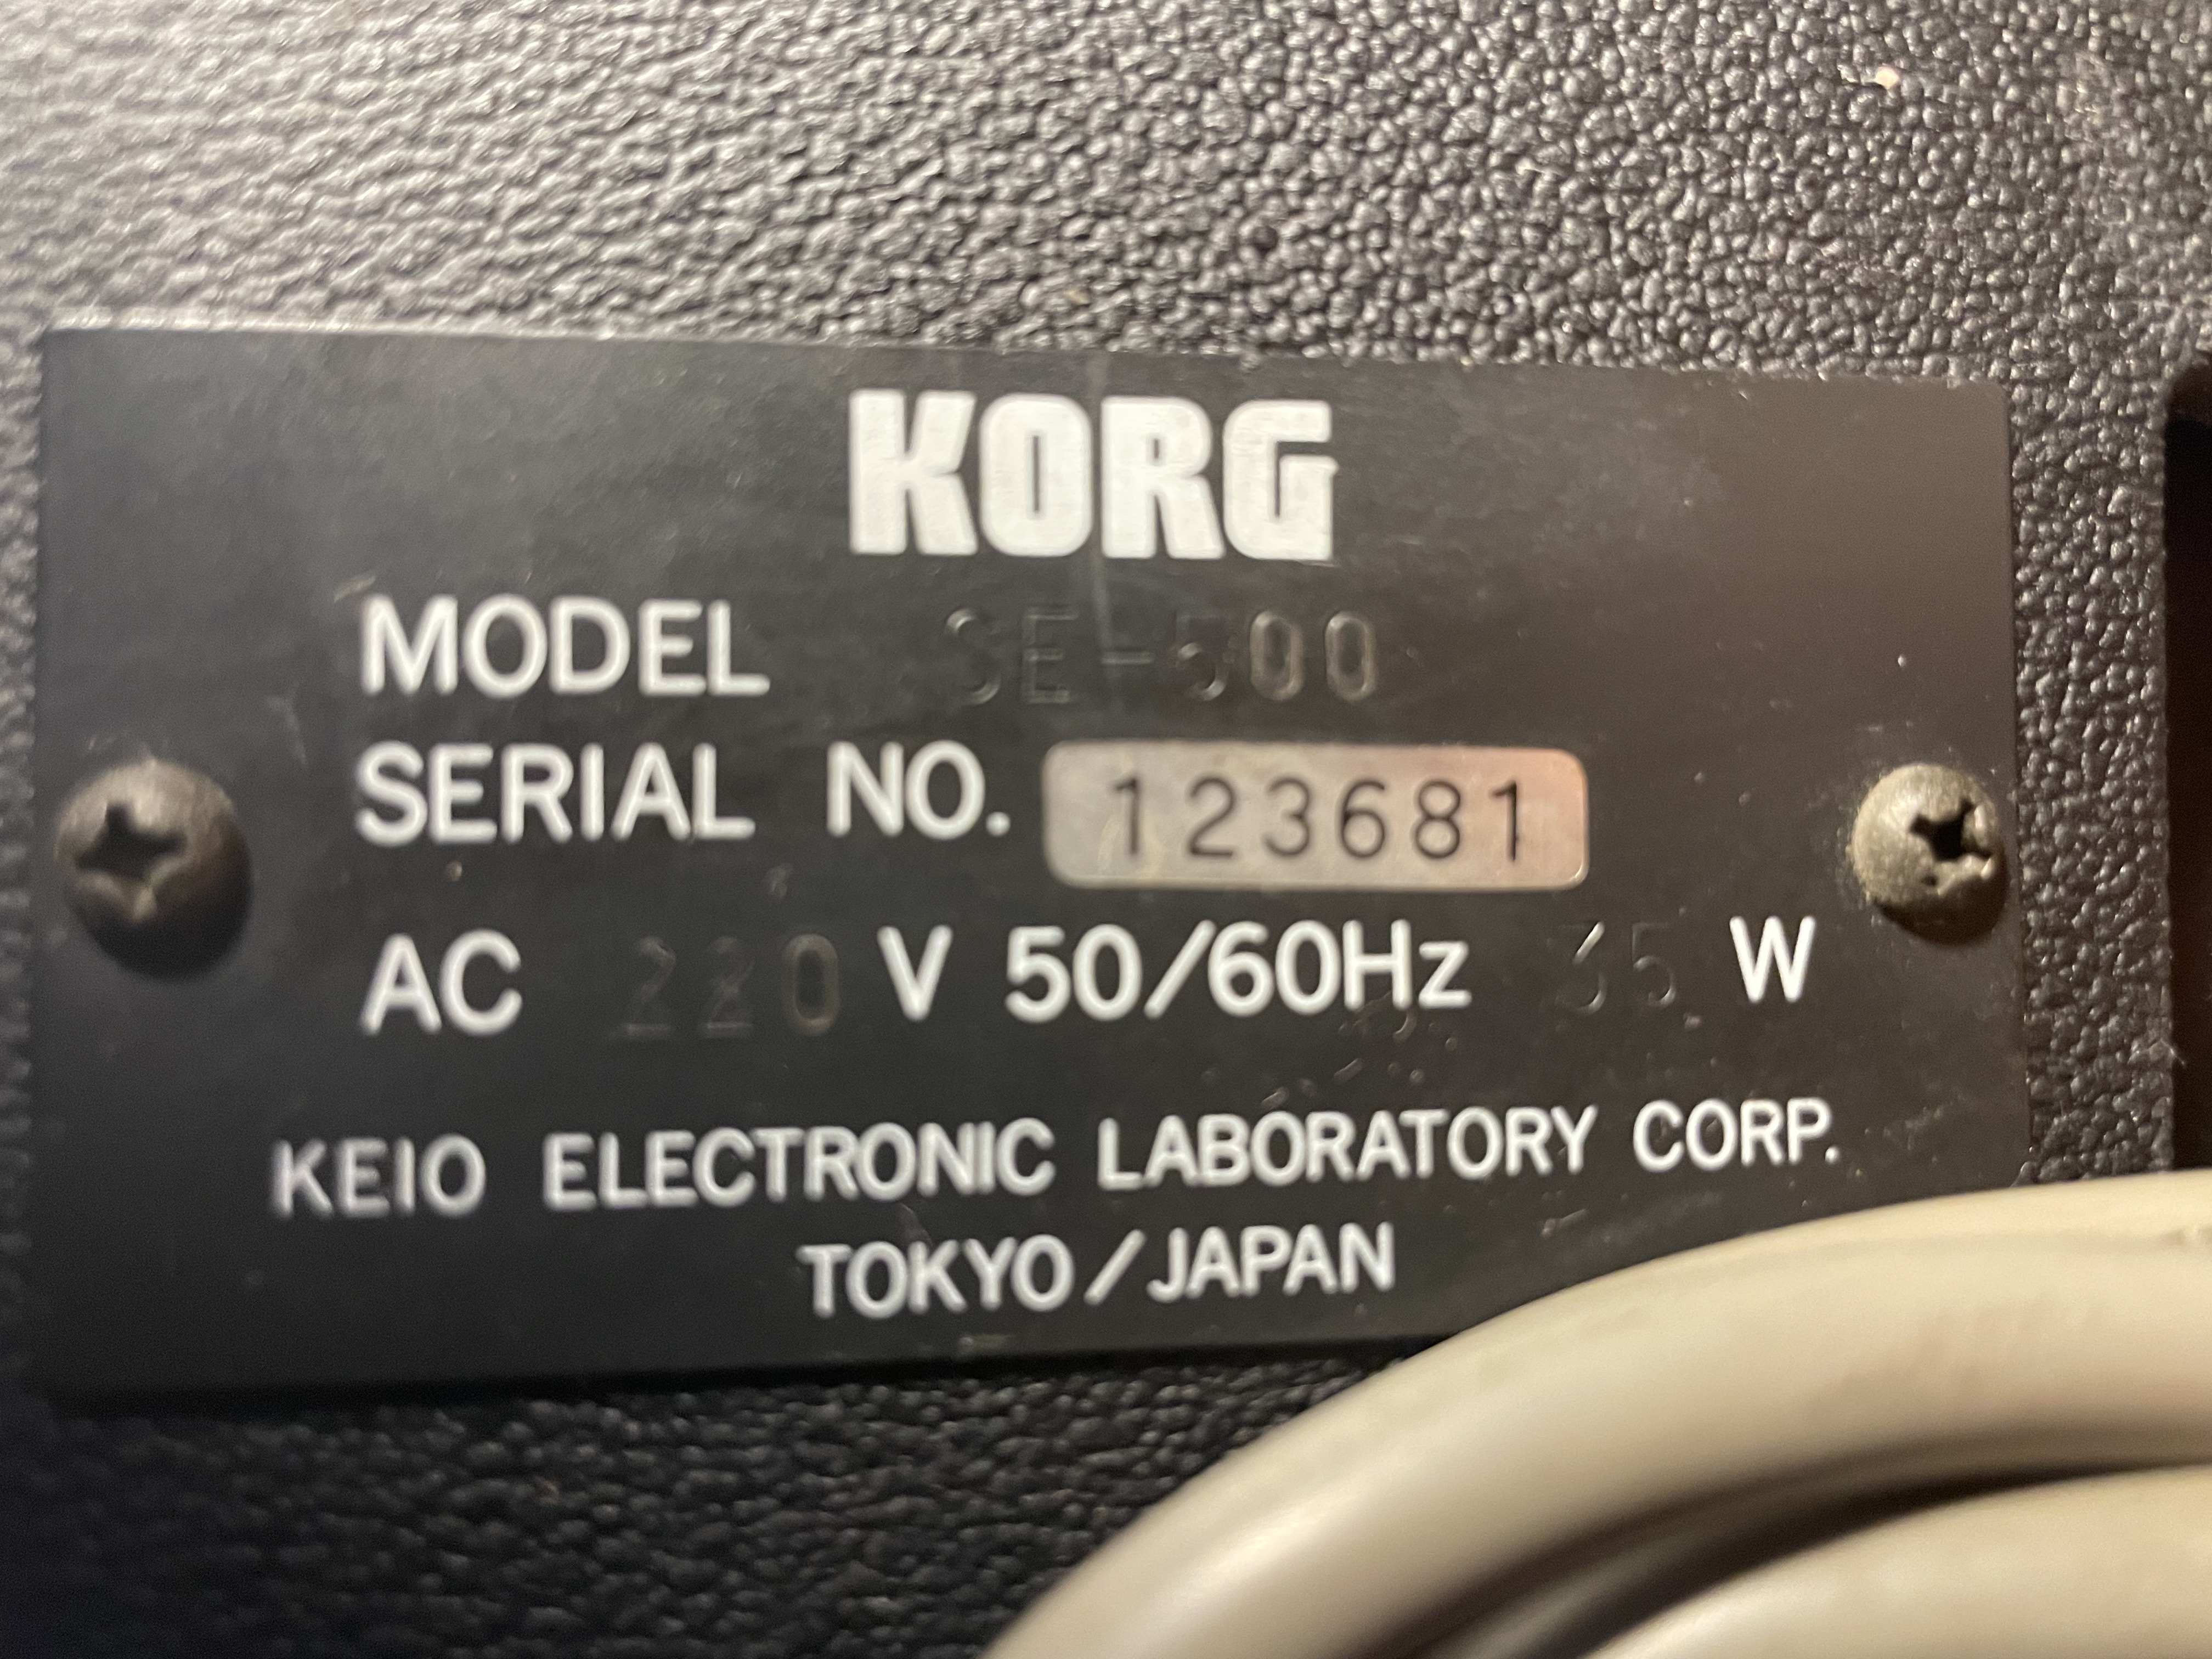 KORG
MODEL SE-500
SERIAL NO. 123681
AC 220 V 50/60Hz 35 W
KEIO ELECTRONIC LABORATORY CORP.
TOKYO/JAPAN